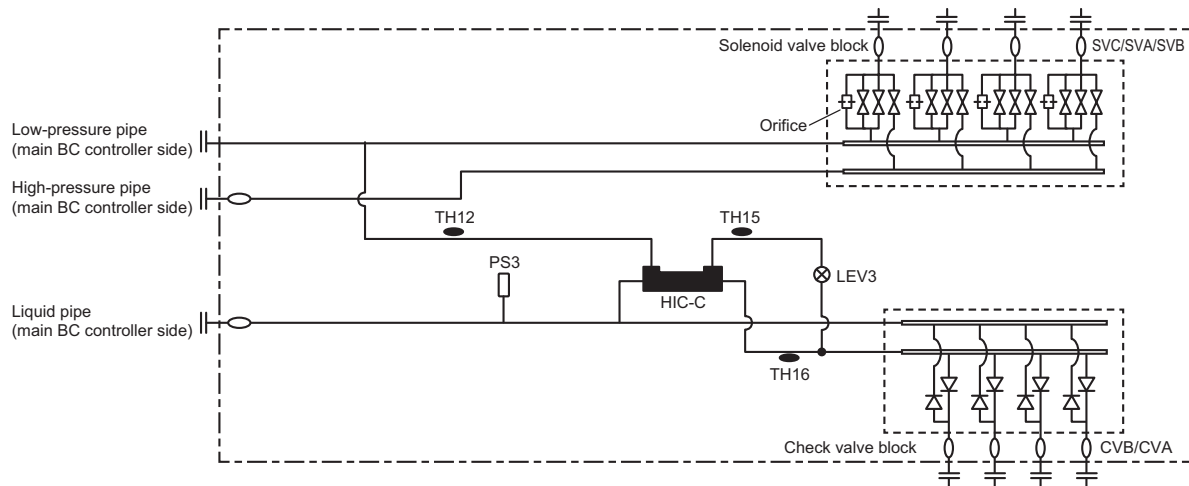 Solenoid valve block
SVC/SVA/SVB
Orifice
Low-pressure pipe
(main BC controller side)
High-pressure pipe
(main BC controller side)
TH12
TH15
PS3
LEV3
HIC-C
Liquid pipe
(main BC controller side)
TH16
Check valve block
CVB/CVA